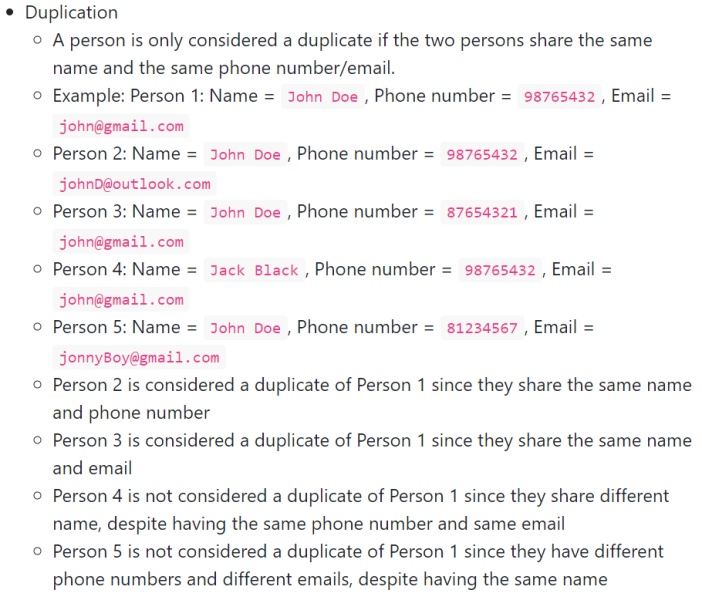 • Duplication
◦ A person is only considered a duplicate if the two persons share the same
name and the same phone number/email.
◦ Example: Person 1: Name = John Doe , Phone number = 98765432 , Email =
john@gmail.com
◦ Person 2: Name = John Doe , Phone number = 98765432 , Email =
johnD@outlook.com
◦ Person 3: Name = John Doe , Phone number = 87654321 , Email =
john@gmail.com
◦ Person 4: Name = Jack Black , Phone number = 98765432 , Email =
john@gmail.com
◦ Person 5: Name = John Doe , Phone number = 81234567 , Email =
jonnyBoy@gmail.com
◦ Person 2 is considered a duplicate of Person 1 since they share the same name
and phone number
◦ Person 3 is considered a duplicate of Person 1 since they share the same name
and email
◦ Person 4 is not considered a duplicate of Person 1 since they share different
name, despite having the same phone number and same email
◦ Person 5 is not considered a duplicate of Person 1 since they have different
phone numbers and different emails, despite having the same name